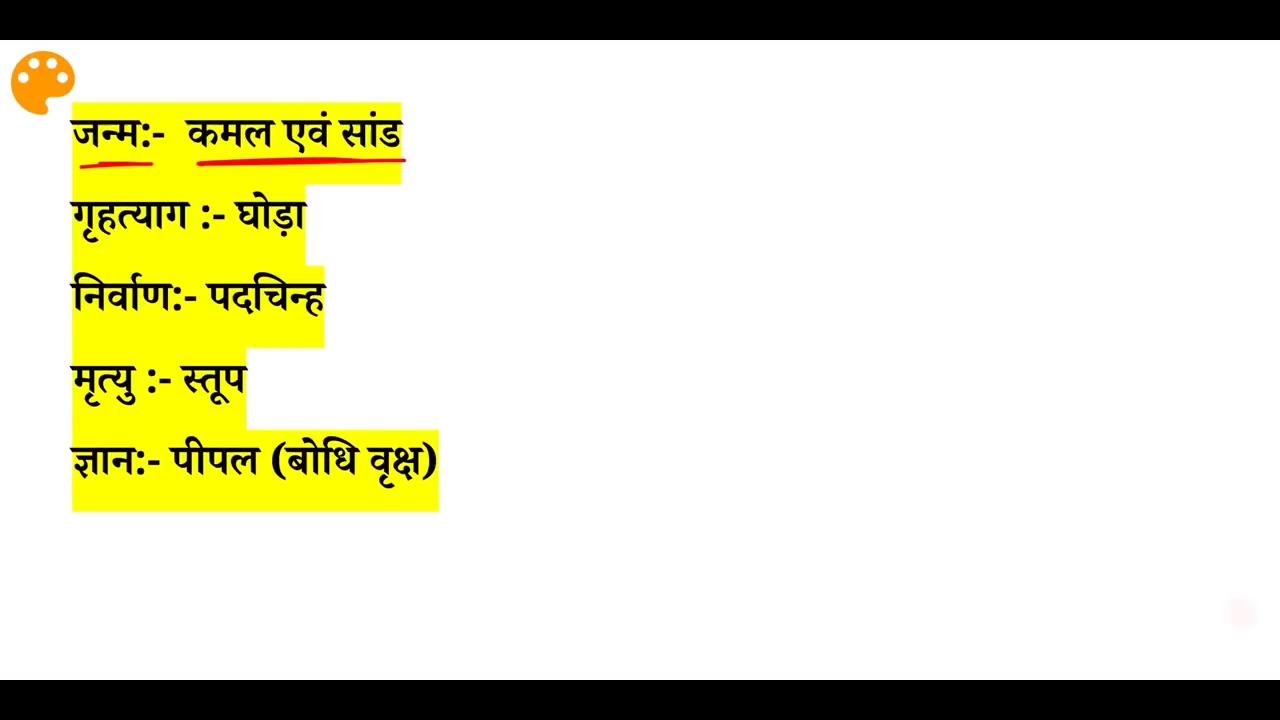 जन्म:- कमल एवं सांड
गृहत्याग :- घोड़ा
निर्वाण:- पदचिन्ह
मृत्यु :- स्तूप
ज्ञान:- पीपल (बोधि वृक्ष)